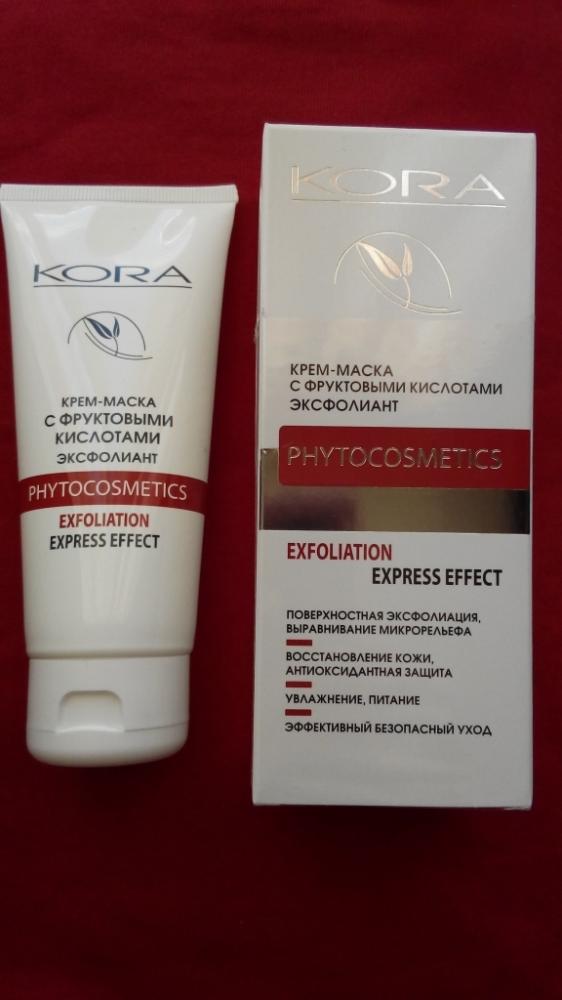 KORA
КРЕМ-МАСКА
С ФРУКТОВЫМИ
КИСЛОТАМИ
ЭКСФОЛИАНТ
PHYTOCOSMETICS
EXFOLIATION
EXPRESS EFFECT
KORA
КРЕМ-МАСКА
С ФРУКТОВЫМИ КИСЛОТАМИ
ЭКСФОЛИАНТ
PHYTOCOSMETICS
EXFOLIATION
EXPRESS EFFECT
ПОВЕРХНОСТНАЯ ЭКСФОЛИАЦИЯ,
ВЫРАВНИВАНИЕ МИКРОРЕЛЬЕФА
ВОССТАНОВЛЕНИЕ КОЖИ,
АНТИОКСИДАНТНАЯ ЗАЩИТА
УВЛАЖНЕНИЕ, ПИТАНИЕ
ЭФФЕКТИВНЫЙ БЕЗОПАСНЫЙ УХОД